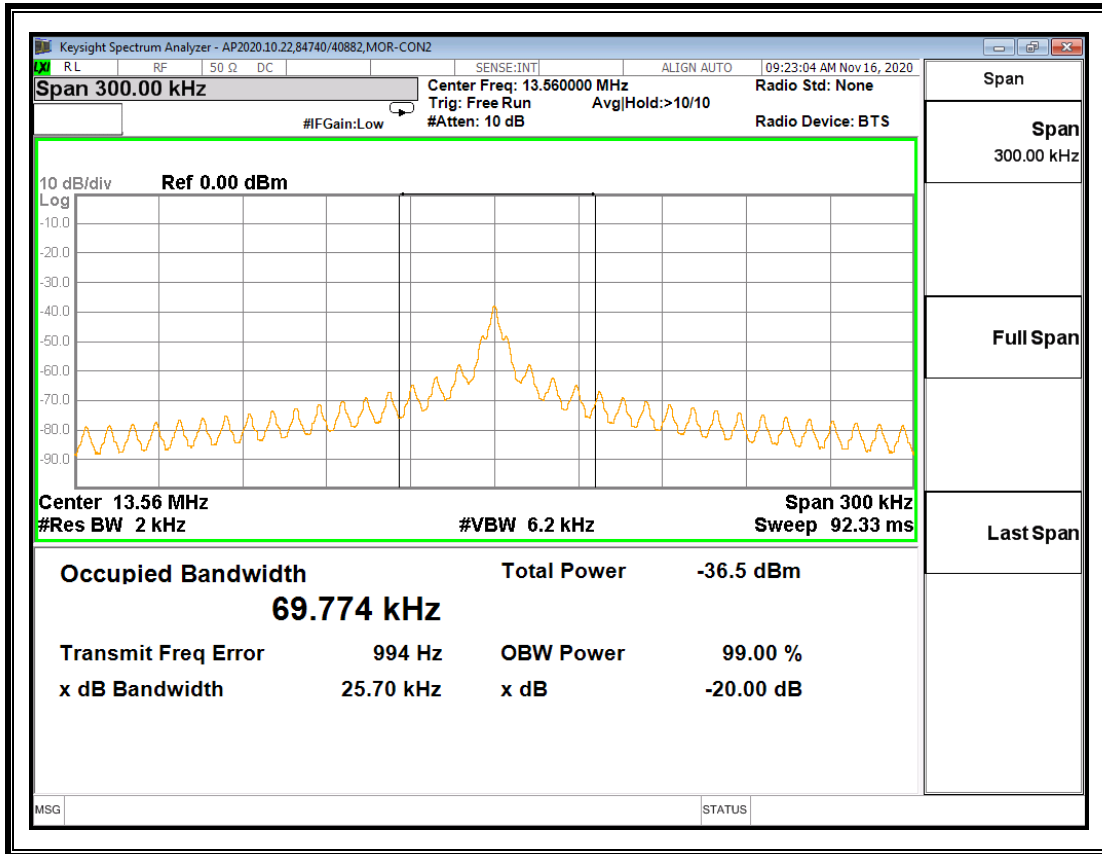 Keysight Spectrum Analyzer - AP2020.10.22,84740/40882,MOR-CON2
LXI RL RF 50 Ω DC SENSE:INT ALIGN AUTO 09:23:04 AM Nov 16, 2020
Span 300.00 kHz
Center Freq: 13.560000 MHz
Radio Std: None
Trig: Free Run Avg|Hold:>10/10
#IFGain:Low
#Atten: 10 dB
Radio Device: BTS
10 dB/div Ref 0.00 dBm
Log
-10.0
-20.0
-30.0
-40.0
-50.0
-60.0
-70.0
-80.0
-90.0
Center 13.56 MHz Span 300 kHz
#Res BW 2 kHz #VBW 6.2 kHz Sweep 92.33 ms
Occupied Bandwidth Total Power -36.5 dBm
69.774 kHz
Transmit Freq Error 994 Hz OBW Power 99.00 %
x dB Bandwidth 25.70 kHz x dB -20.00 dB
MSG STATUS
Span
Span
300.00 kHz
Full Span
Last Span